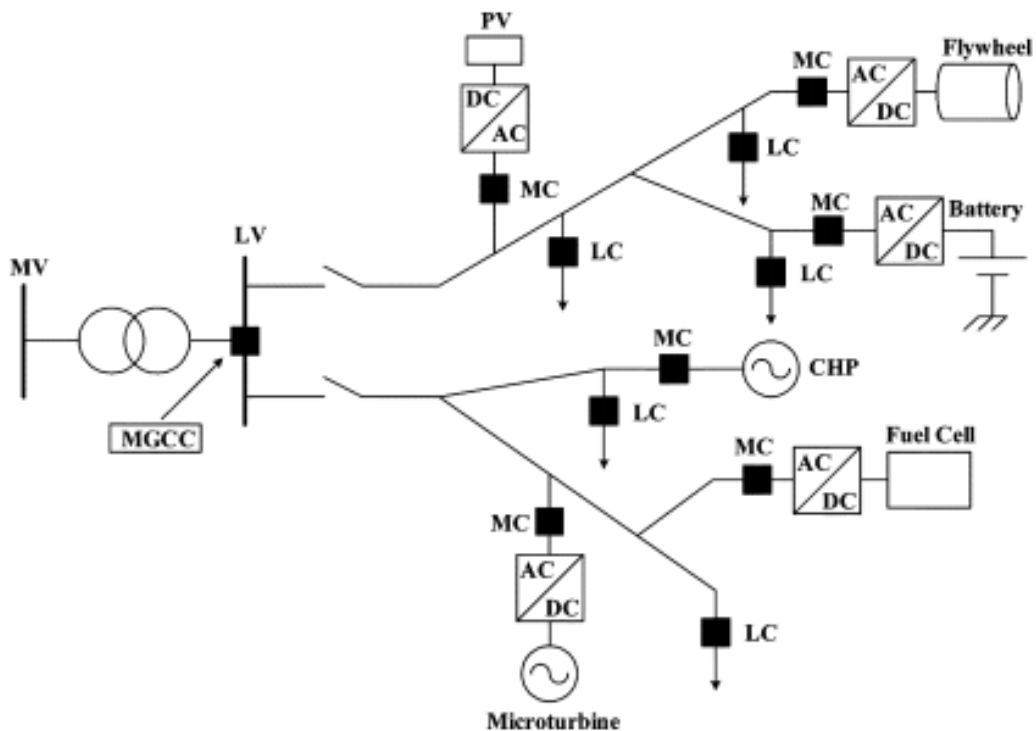 PV
Flywheel
MC
AC
DC
DC
AC
LC
MC
MC
AC
DC
Battery
LV
LC
LC
MV
MC
CHP
MGCC
LC
Fuel Cell
MC
AC
DC
MC
AC
DC
LC
Microturbine